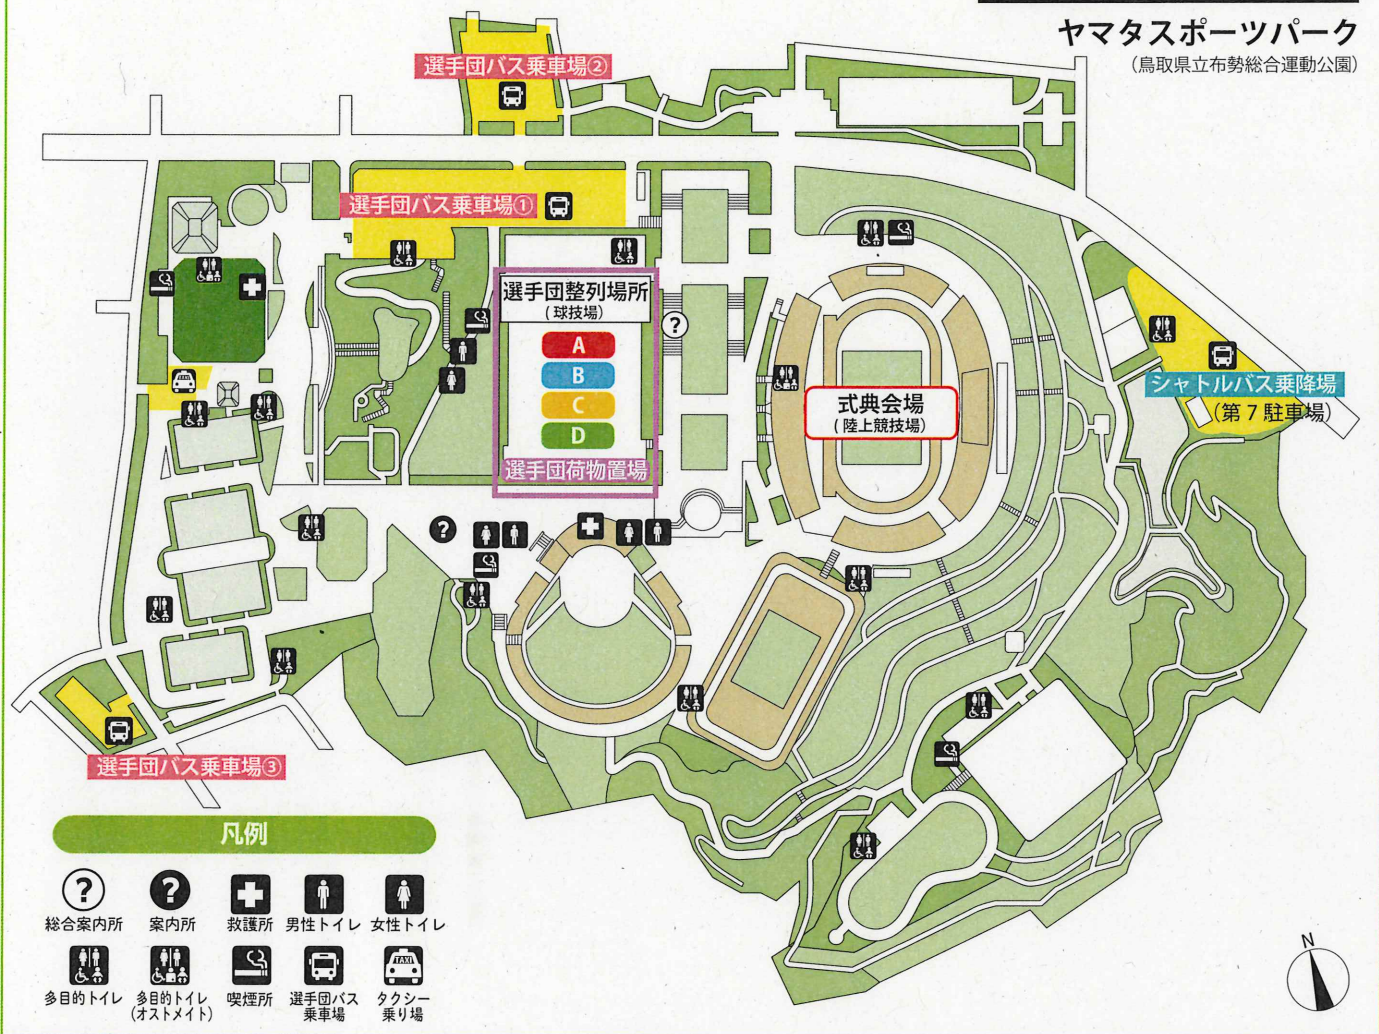 ヤマタスポーツパーク
(鳥取県立布勢総合運動公園)
選手団バス乗車場②
選手団バス乗車場①
選手団整列場所
(球技場)
?
A
B
C
D
選手団荷物置場
式典会場
(陸上競技場)
シャトルバス乗降場
(第7駐車場)
?
選手団バス乗車場③
凡例
? ?
総合案内所 案内所 救護所 男性トイレ 女性トイレ
TAXI
多目的トイレ 多目的トイレ 喫煙所 選手団バス タクシー
(オストメイト) 乗車場 乗り場
N